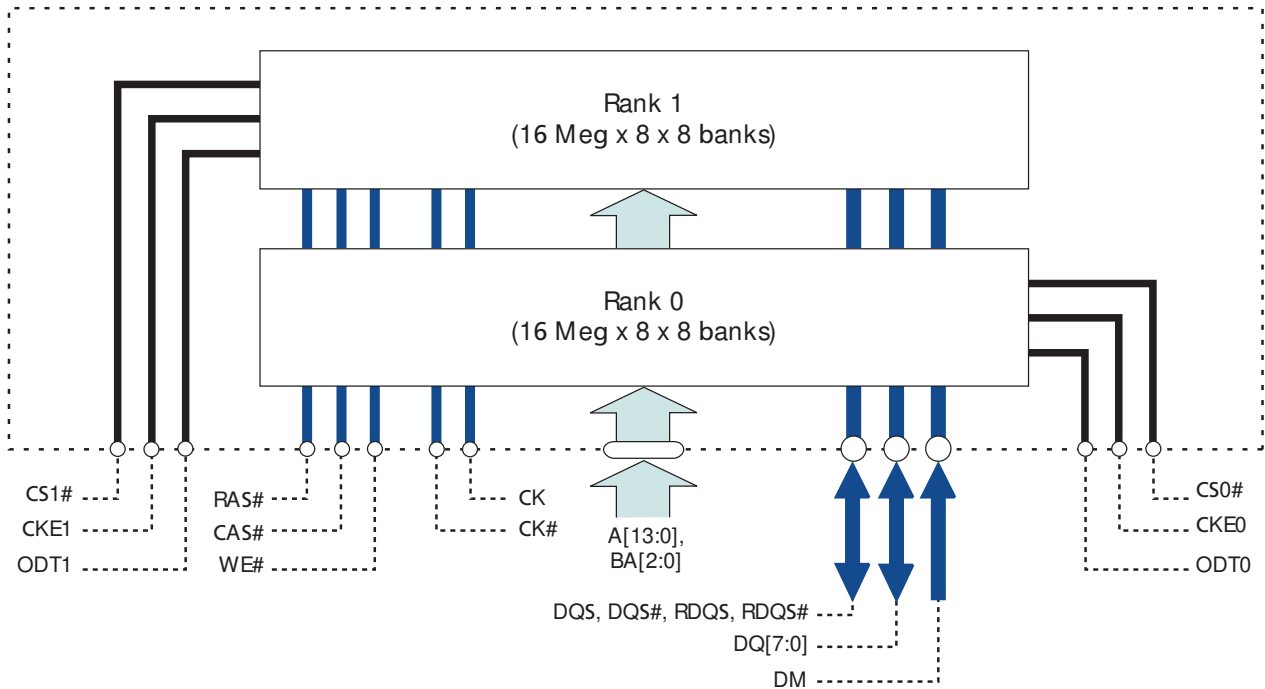 Rank 1
(16 Meg x 8 x 8 banks)
Rank 0
(16 Meg x 8 x 8 banks)
CS1#
CKE1
ODT1
RAS#
CAS#
WE#
CK
CK#
A[13:0],
BA[2:0]
CS0#
CKE0
ODT0
DQS, DQS#, RDQS, RDQS#
DQ[7:0]
DM